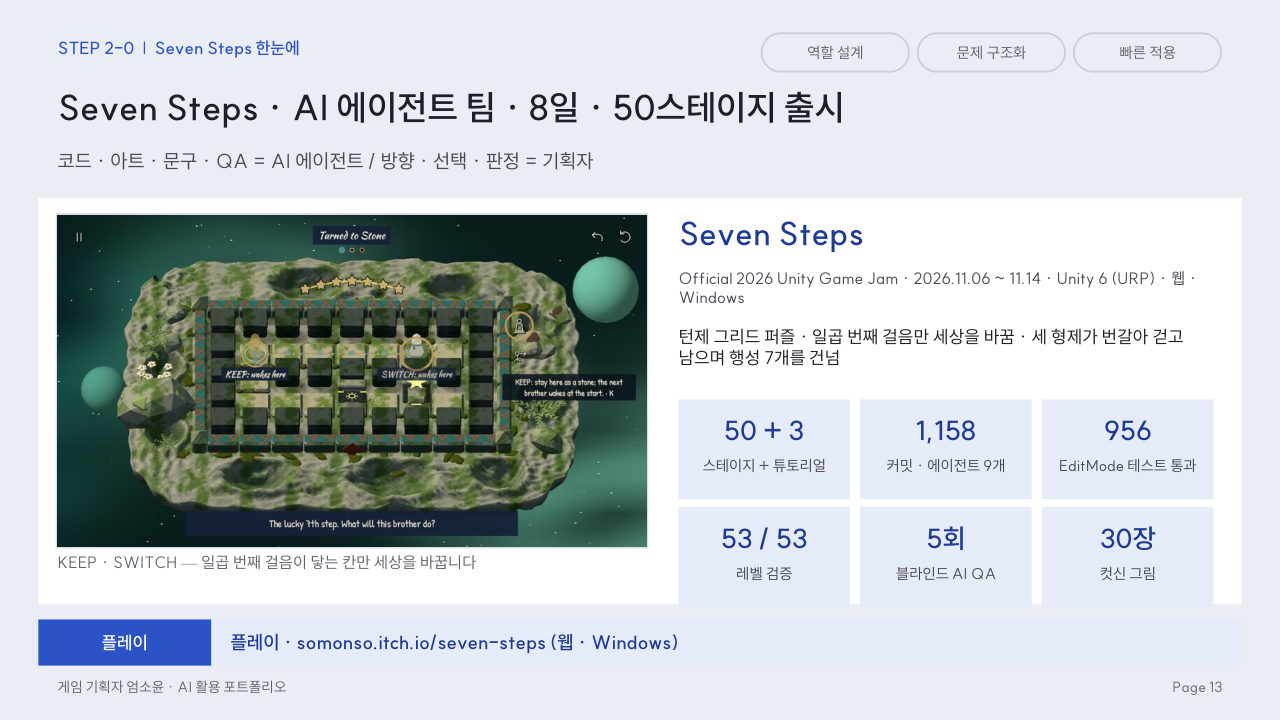 STEP 2-0 | Seven Steps 한눈에
역할 설계
문제 구조화
빠른 적용
Seven Steps · AI 에이전트 팀 · 8일 · 50스테이지 출시
코드 · 아트 · 문구 · QA = AI 에이전트 / 방향 · 선택 · 판정 = 기획자
Turned to Stone
KEEP: wakes here
SWITCH: wakes here
KEEP: stay here as a stone; the next
brother wakes at the start. · K
The lucky 7th step. What will this brother do?
KEEP · SWITCH — 일곱 번째 걸음이 닿는 칸만 세상을 바꿉니다
Seven Steps
Official 2026 Unity Game Jam · 2026.11.06 ~ 11.14 · Unity 6 (URP) · 웹 ·
Windows
턴제 그리드 퍼즐 · 일곱 번째 걸음만 세상을 바꿈 · 세 형제가 번갈아 걷고
남으며 행성 7개를 건넘
50 + 3
스테이지 + 튜토리얼
1,158
커밋 · 에이전트 9개
956
EditMode 테스트 통과
53 / 53
레벨 검증
5회
블라인드 AI QA
30장
컷신 그림
플레이
플레이 · somonso.itch.io/seven-steps (웹 · Windows)
게임 기획자 엄소윤 · AI 활용 포트폴리오
Page 13